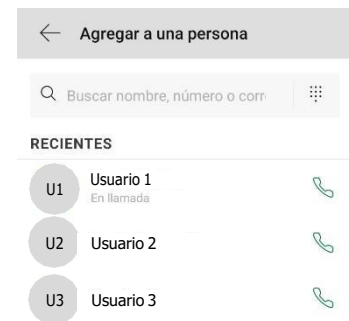 Agregar a una persona
Buscar nombre, número o corr
RECIENTES
U1 Usuario 1
En llamada
U2 Usuario 2
U3 Usuario 3